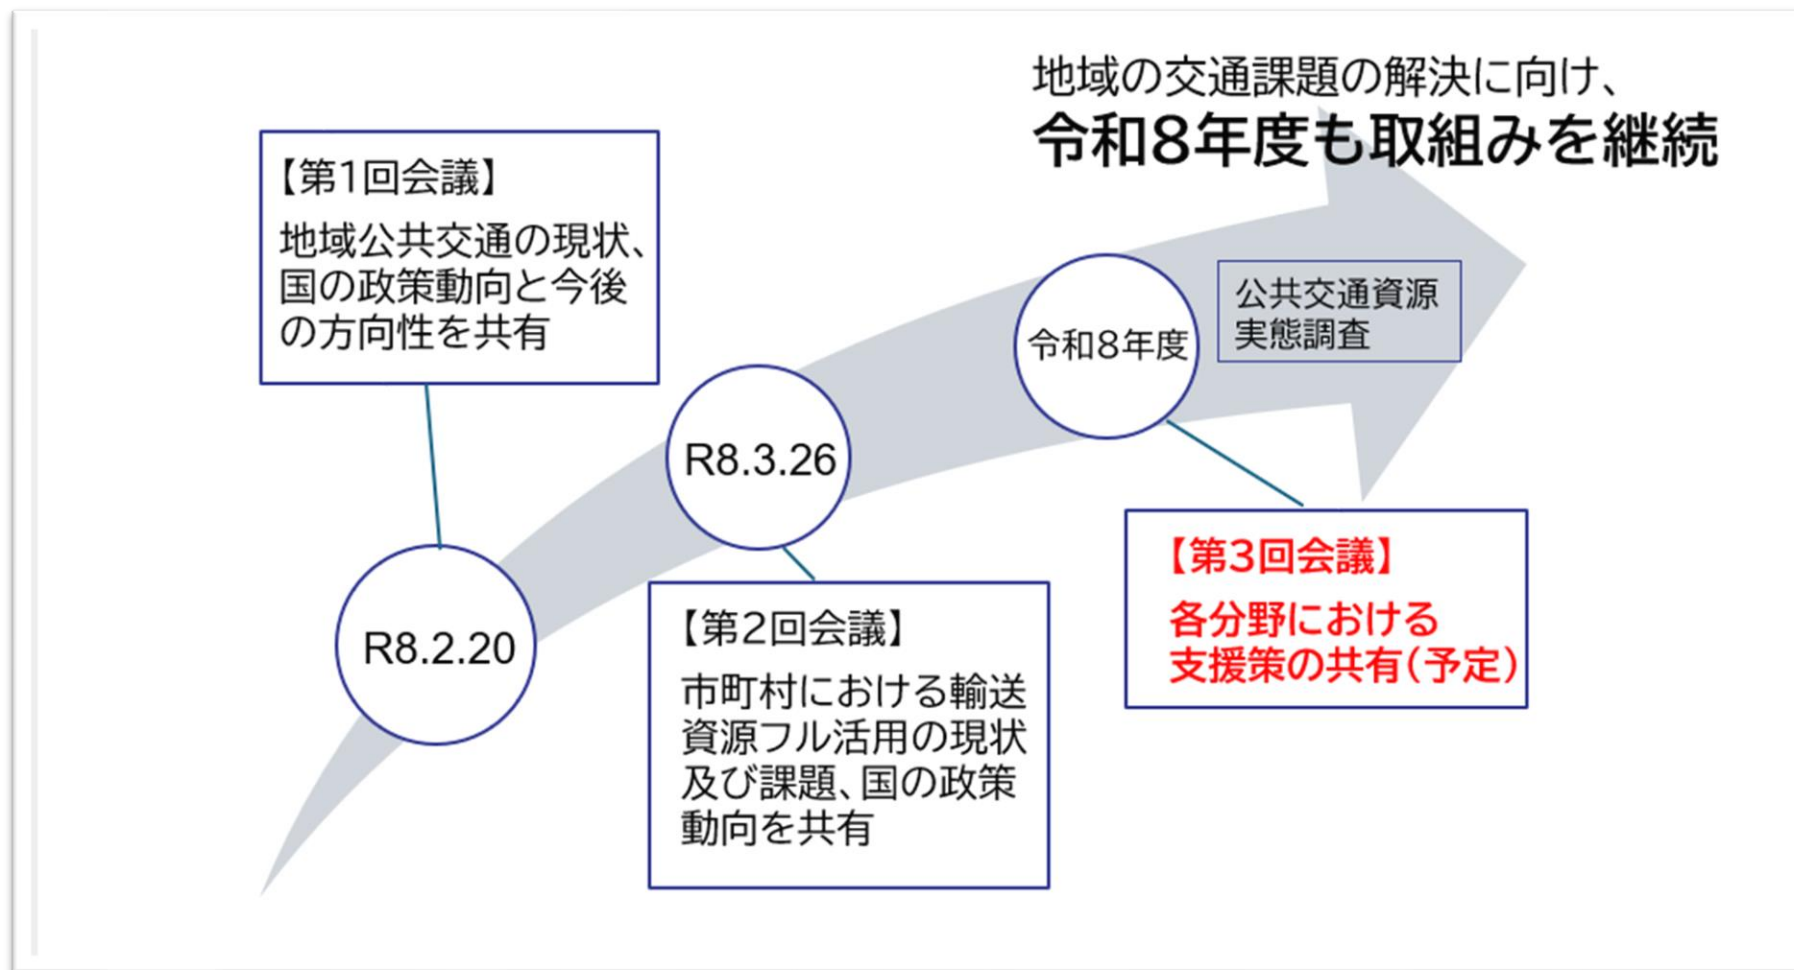 地域の交通課題の解決に向け、
令和8年度も取組みを継続
【第1回会議】
地域公共交通の現状、
国の政策動向と今後
の方向性を共有
R8.2.20
R8.3.26
【第2回会議】
市町村における輸送
資源フル活用の現状
及び課題、国の政策
動向を共有
令和8年度
公共交通資源
実態調査
【第3回会議】
各分野における
支援策の共有(予定)